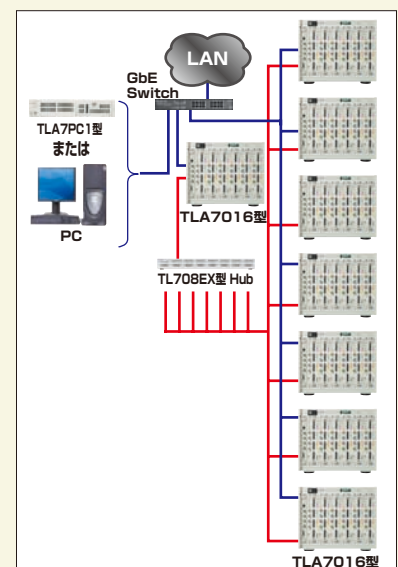 LAN
GbE
Switch
TLA7PC1型
または
PC
TLA7016型
TL708EX型 Hub
TLA7016型